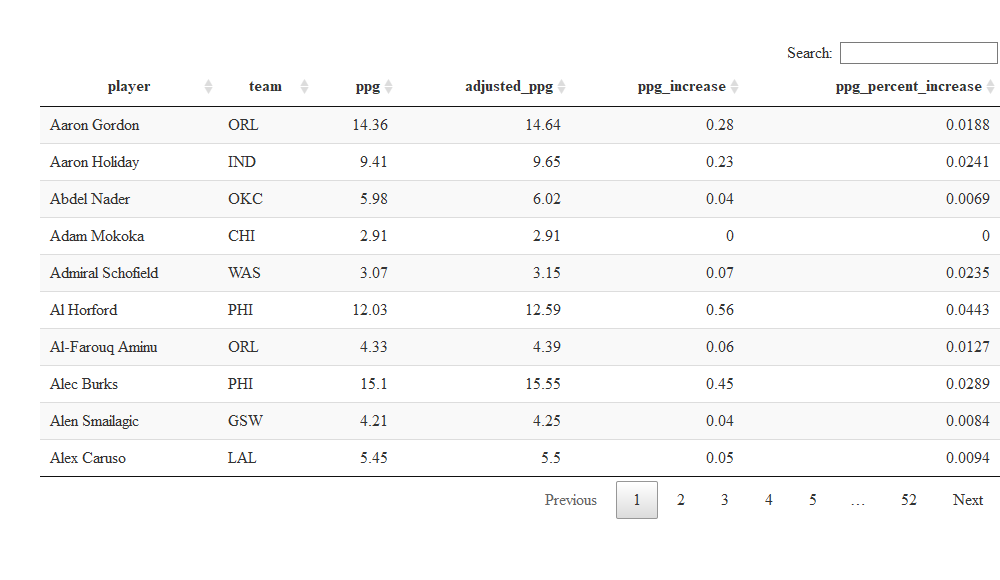 Search:
player team ppg adjusted_ppg ppg_increase ppg_percent_increase
Aaron Gordon ORL 14.36 14.64 0.28 0.0188
Aaron Holiday IND 9.41 9.65 0.23 0.0241
Abdel Nader OKC 5.98 6.02 0.04 0.0069
Adam Mokoka CHI 2.91 2.91 0 0
Admiral Schofield WAS 3.07 3.15 0.07 0.0235
Al Horford PHI 12.03 12.59 0.56 0.0443
Al-Farouq Aminu ORL 4.33 4.39 0.06 0.0127
Alec Burks PHI 15.1 15.55 0.45 0.0289
Alen Smailagic GSW 4.21 4.25 0.04 0.0084
Alex Caruso LAL 5.45 5.5 0.05 0.0094
Previous 1 2 3 4 5 … 52 Next